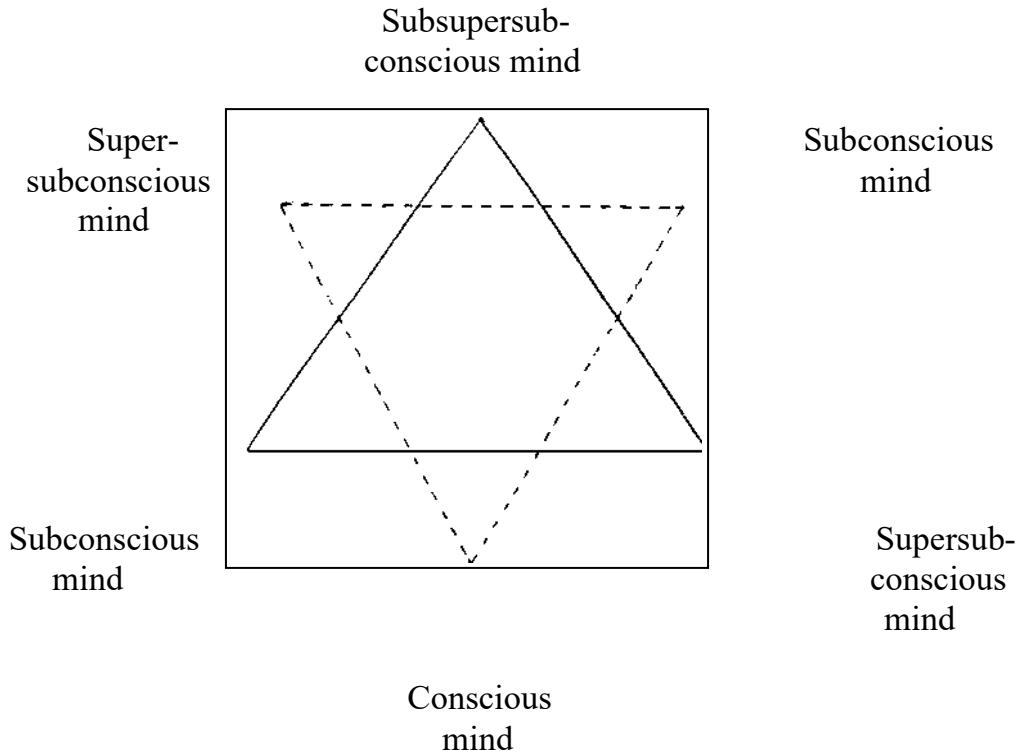 Subsupersub-
conscious mind
Super-
subconscious
mind
Subconscious
mind
Subconscious
mind
Supersub-
conscious
mind
Conscious
mind